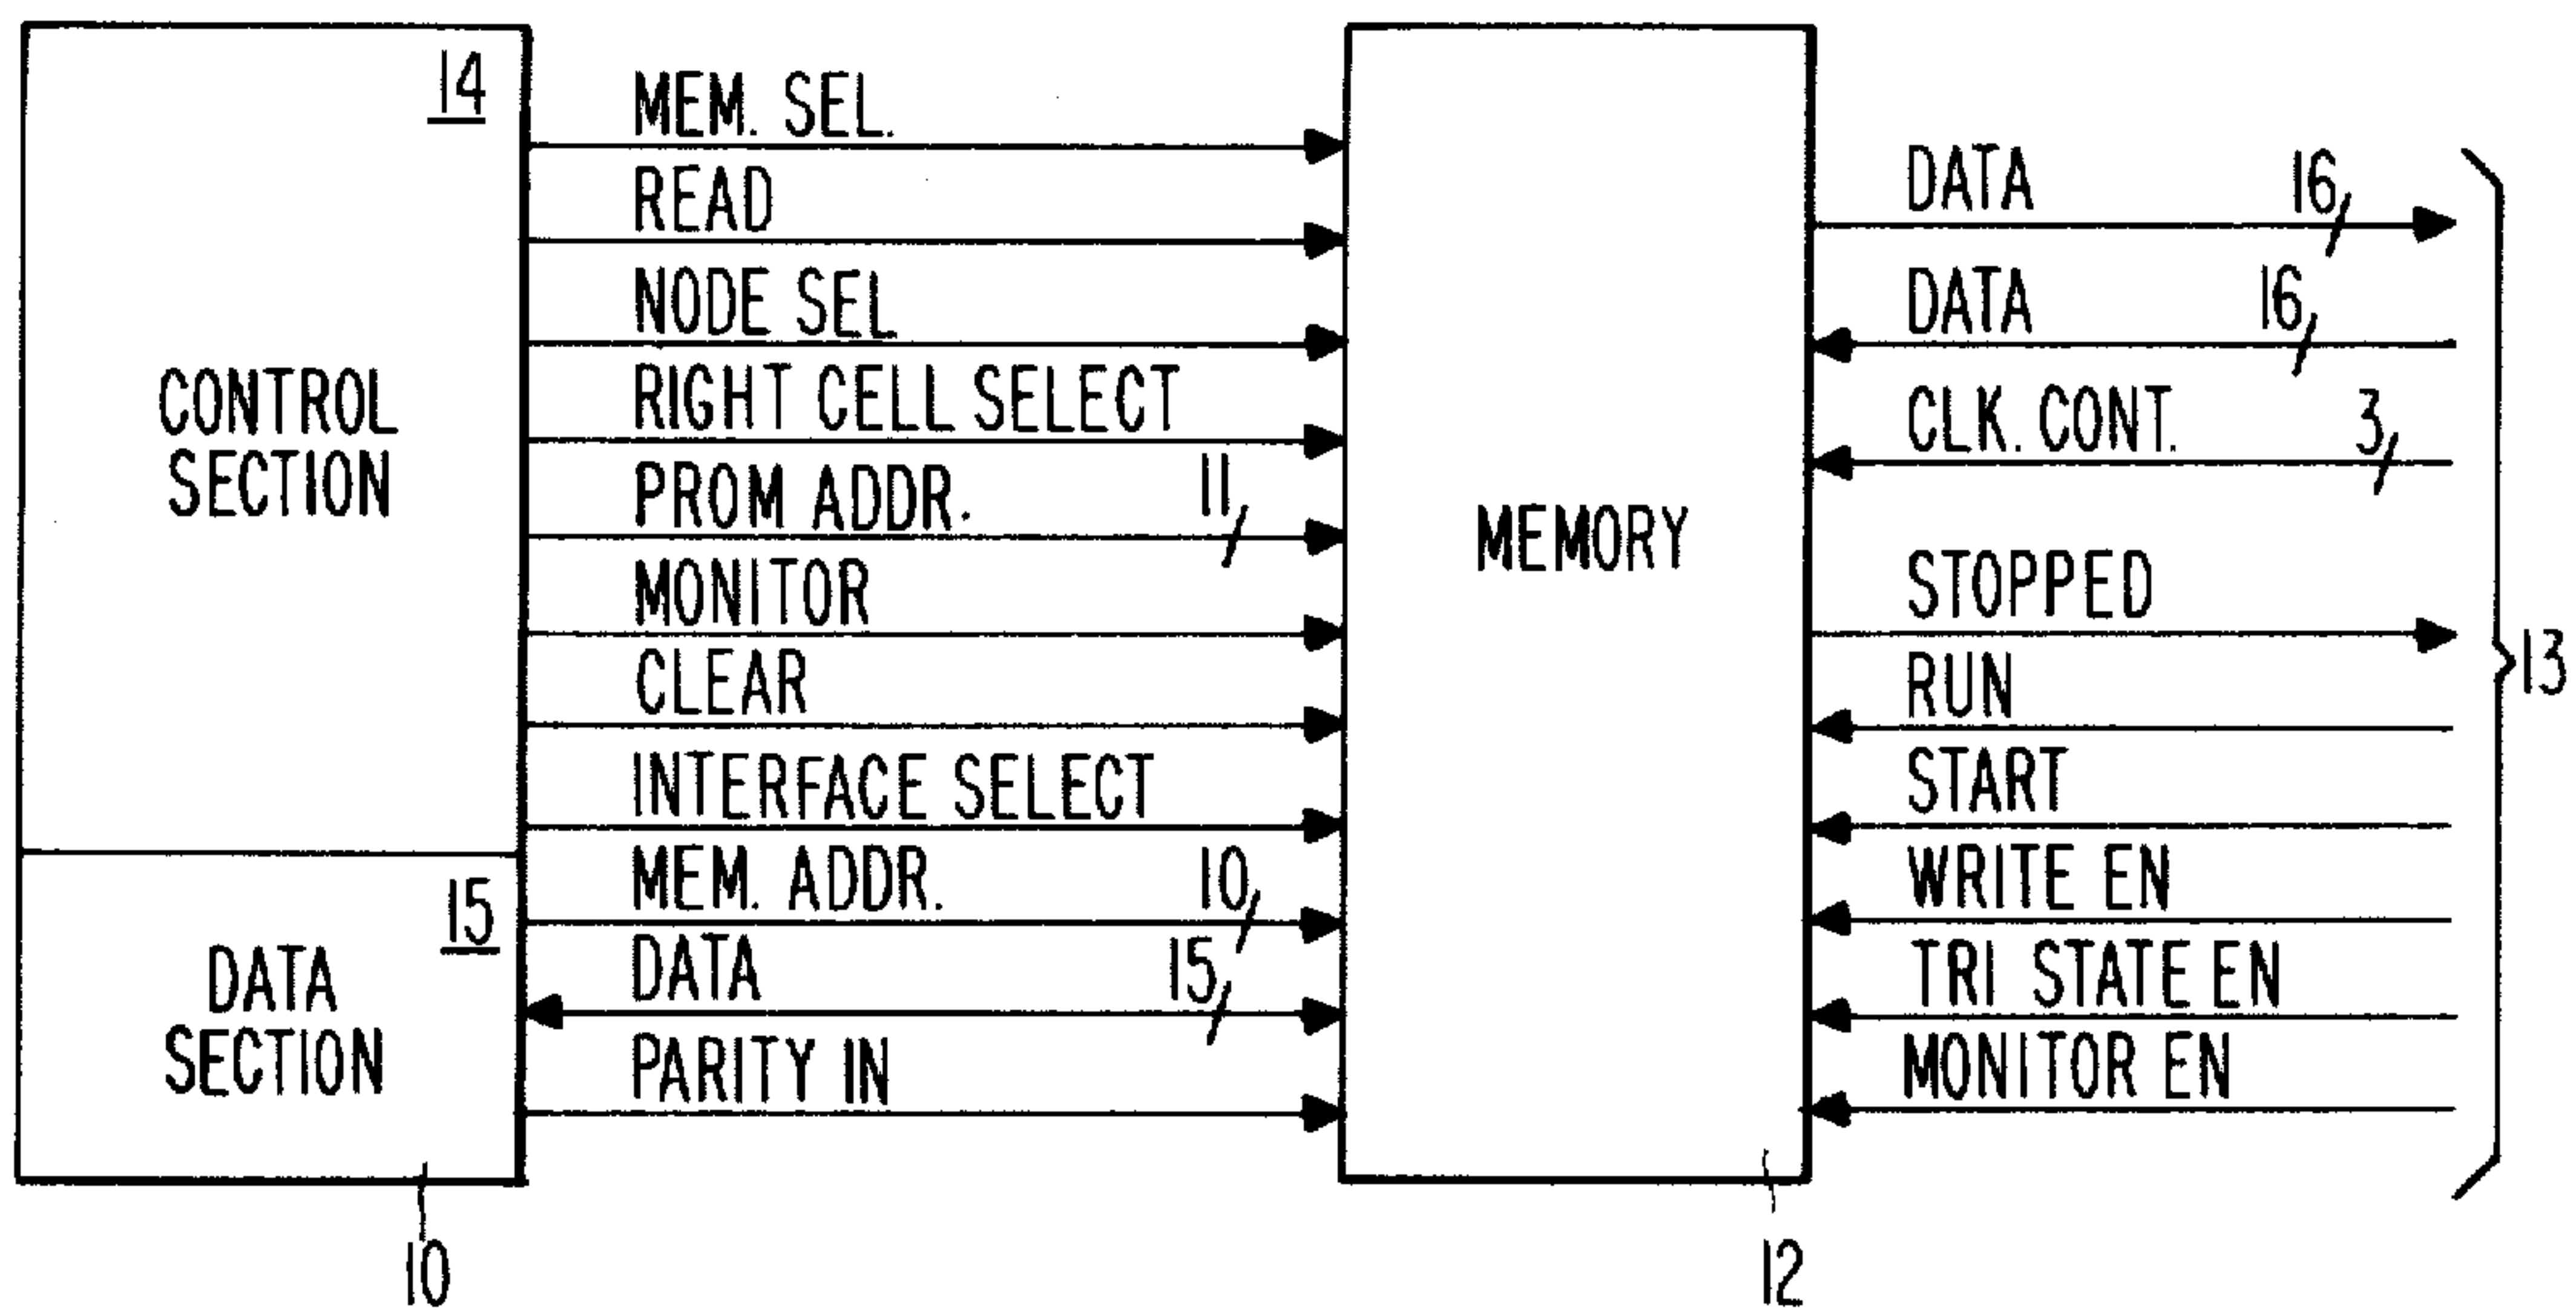 14
CONTROL
SECTION
15
DATA
SECTION
10
MEM. SEL.
READ
NODE SEL
RIGHT CELL SELECT
PROM ADDR. 11
MONITOR
CLEAR
INTERFACE SELECT
MEM. ADDR. 10
DATA 15
PARITY IN
MEMORY
12
DATA 16
DATA 16
CLK. CONT. 3
STOPPED
RUN
START
WRITE EN
TRI STATE EN
MONITOR EN
13